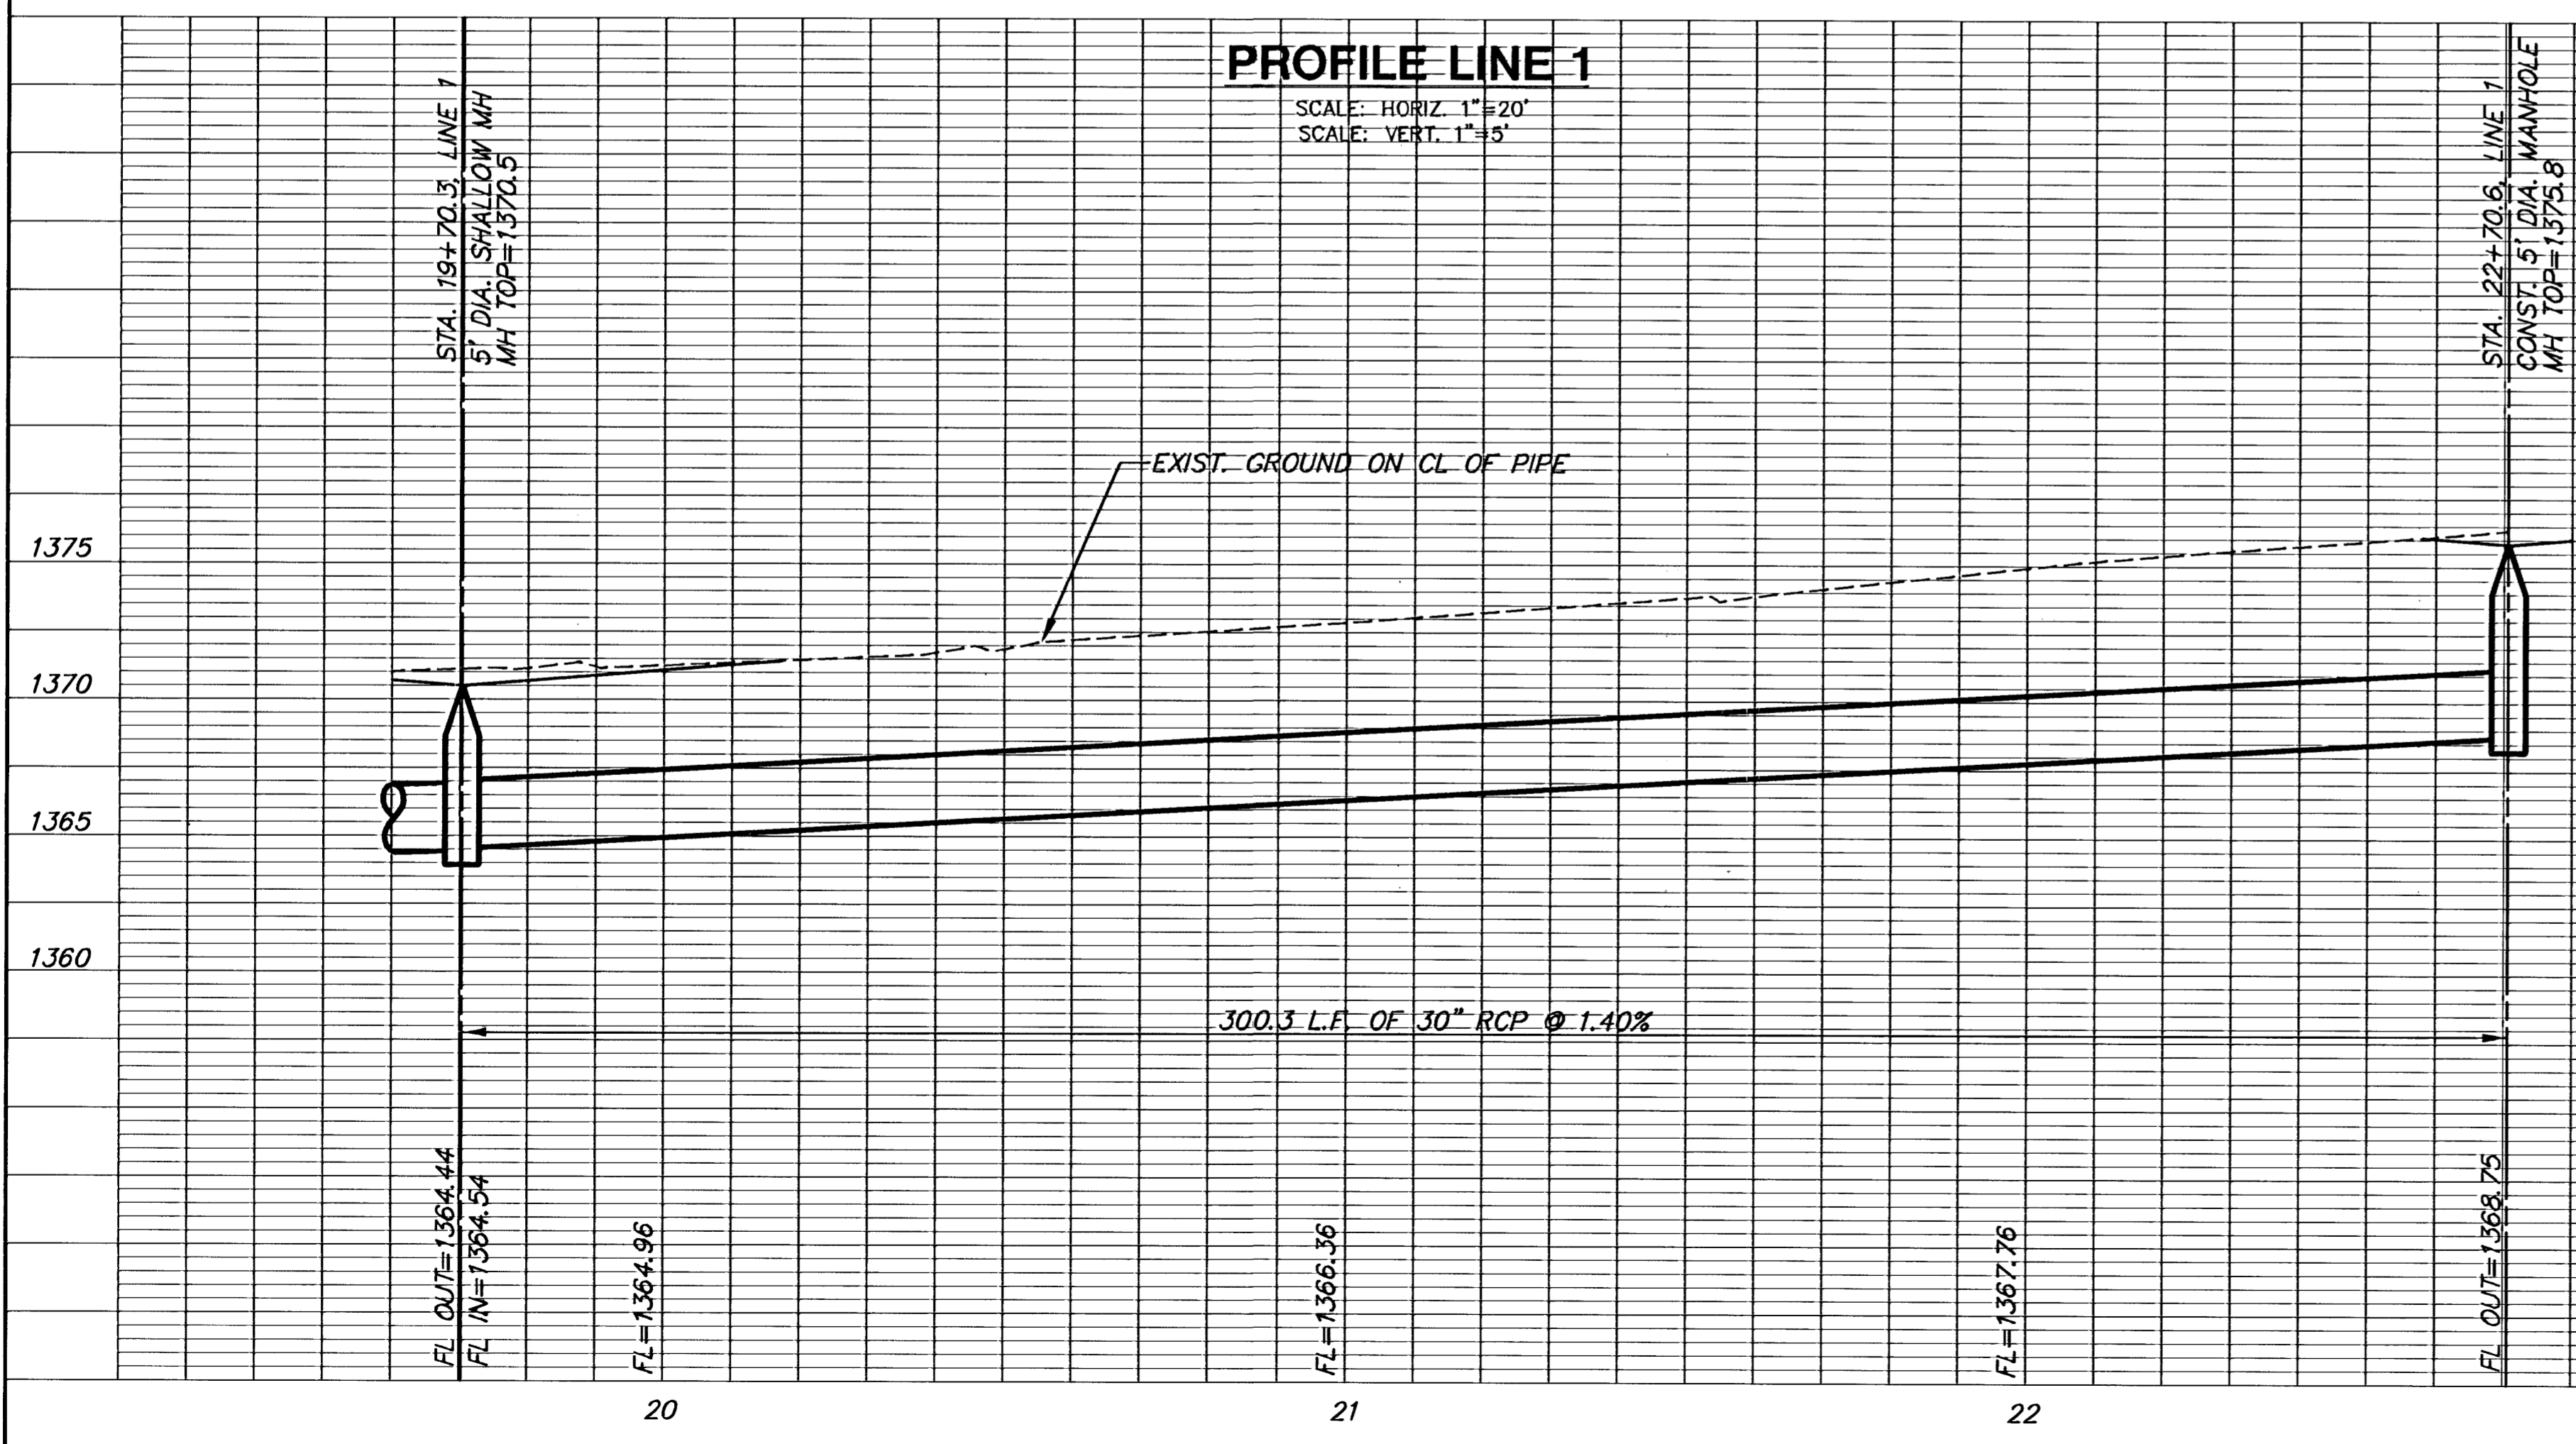 PROFILE LINE 1
SCALE: HORIZ. 1"=20'
SCALE: VERT. 1"=5'
STA. 19+70.3, LINE 1
5' DIA. SHALLOW MH
MH TOP=1370.5
STA. 22+70.6, LINE 1
CONST. 5' DIA. MANHOLE
MH TOP=1375.8
EXIST. GROUND ON CL OF PIPE
1375
1370
1365
1360
300.3 L.F. OF 30" RCP @ 1.40%
FL OUT=1364.44
FL IN=1364.54
FL=1364.96
FL=1366.36
FL=1367.76
FL OUT=1368.75
20
21
22